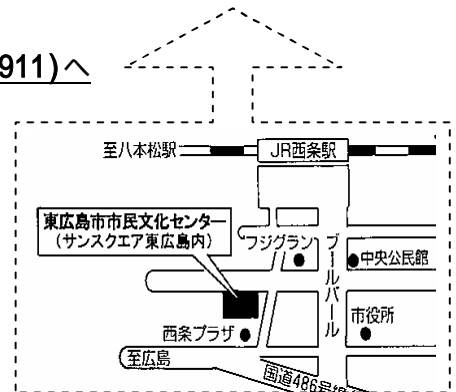 911)へ
至八本松駅
JR西条駅
東広島市市民文化センター
(サンスクエア東広島内)
フジグラン
ブールバール
中央公民館
市役所
西条プラザ
至広島
国道486号線